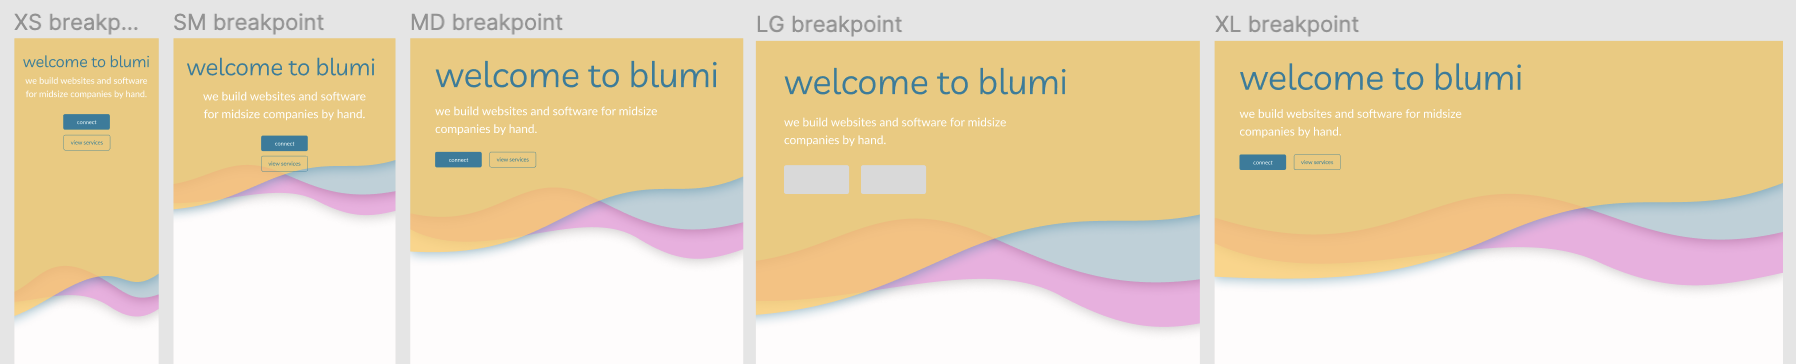 XS breakp...
welcome to blumi
we build websites and software
for midsize companies by hand.
connect
view services
SM breakpoint
welcome to blumi
we build websites and software
for midsize companies by hand.
connect
view services
MD breakpoint
welcome to blumi
we build websites and software for midsize
companies by hand.
connect
view services
LG breakpoint
welcome to blumi
we build websites and software for midsize
companies by hand.
XL breakpoint
welcome to blumi
we build websites and software for midsize
companies by hand.
connect
view services